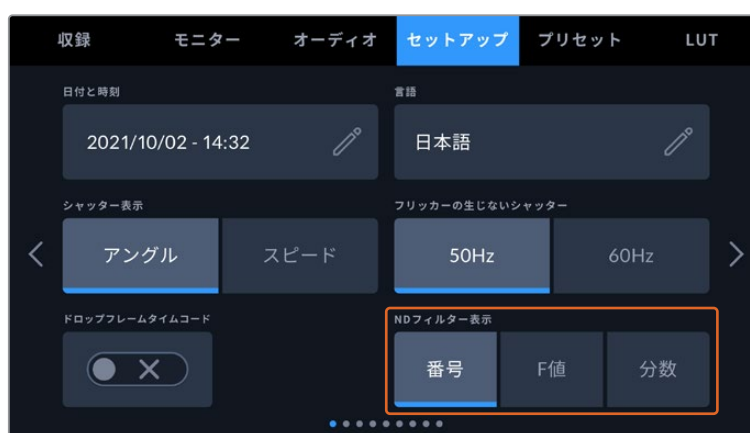 収録 モニター オーディオ セットアップ プリセット LUT
日付と時刻 言語
2021/10/02 - 14:32 日本語
シャッター表示 フリッカーの生じないシャッター
アングル スピード 50Hz 60Hz
ドロップフレームタイムコード NDフィルター表示
番号 F値 分数